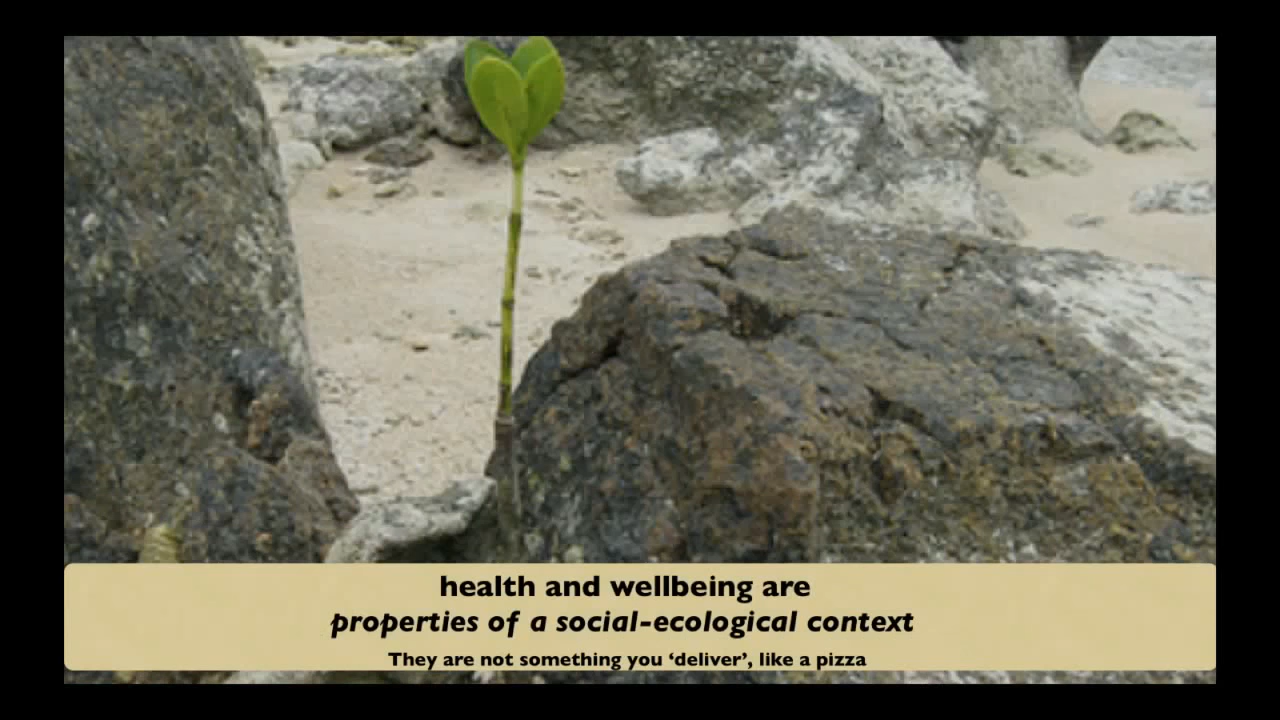 health and wellbeing are
properties of a social-ecological context
They are not something you ‘deliver’, like a pizza